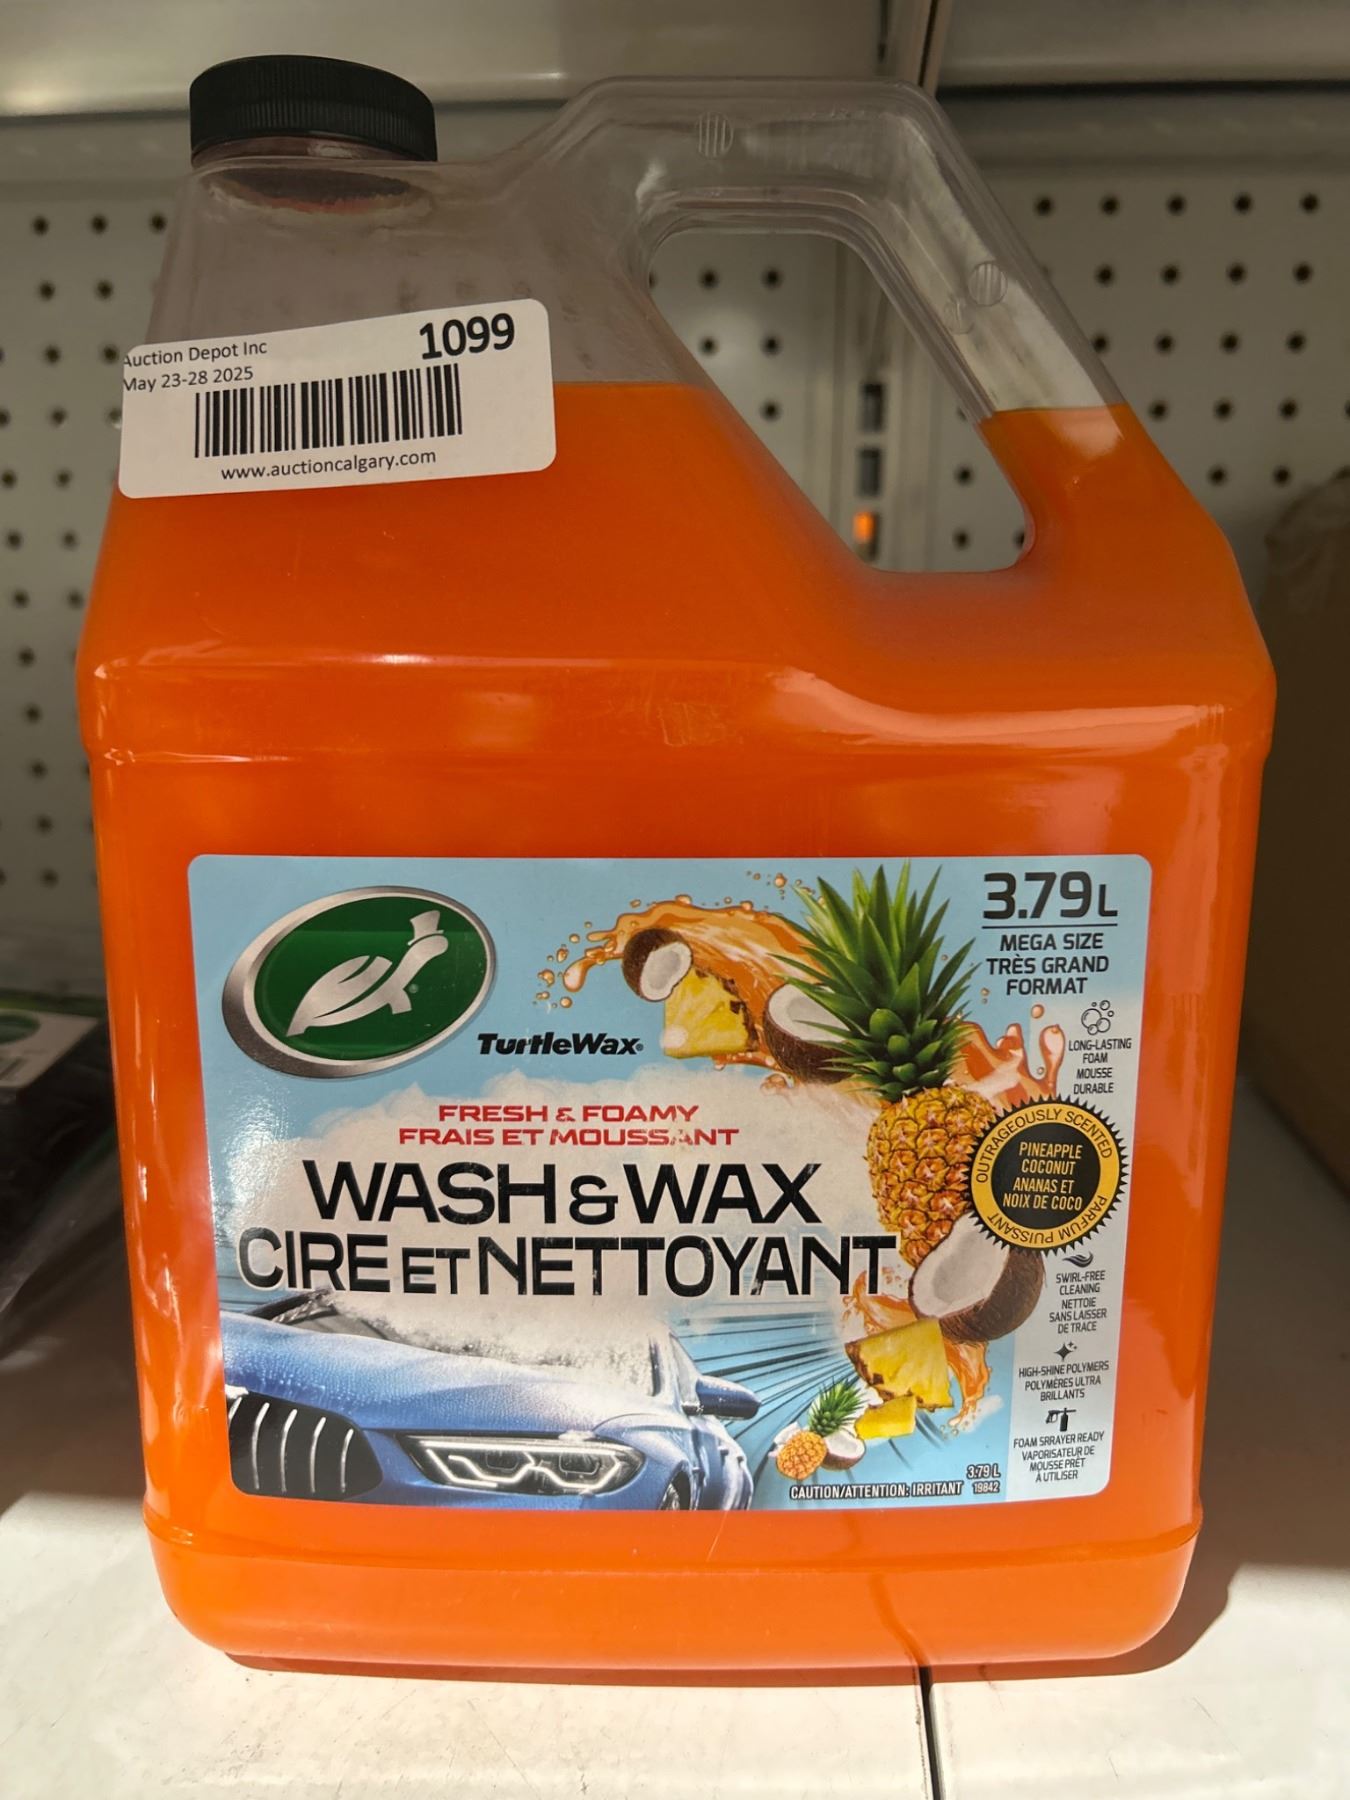 Auction Depot Inc
1099
May 23-28 2025
www.auctioncalgary.com
TurtleWax®
3.79L
MEGA SIZE
TRÈS GRAND
FORMAT
LONG-LASTING
FOAM
MOUSSE
DURABLE
FRESH & FOAMY
FRAIS ET MOUSSANT
WASH & WAX
CIRE ET NETTOYANT
OUTRAGEOUSLY SCENTED
PINEAPPLE
COCONUT
ANANAS ET
NOIX DE COCO
PARFUM PUISSANT
SWIRL-FREE
CLEANING
NETTOIE
SANS LAISSER
DE TRACE
HIGH-SHINE POLYMERS
POLYMÈRES ULTRA
BRILLANTS
FOAM SRRAYER READY
VAPORISATEUR DE
MOUSSE PRÊT
À UTILISER
3.79 L
CAUTION/ATTENTION: IRRITANT 19842